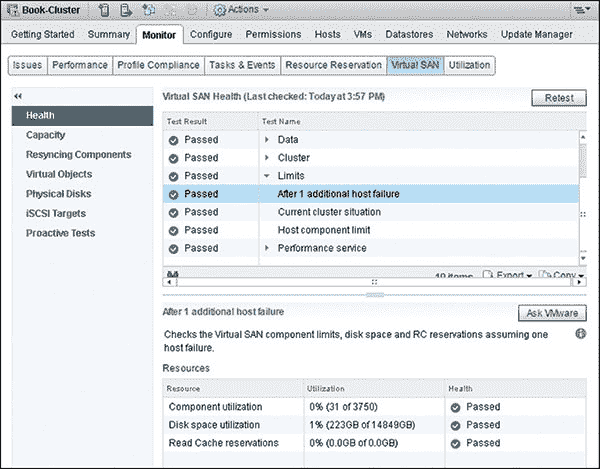 Book-Cluster Actions
Getting Started Summary Monitor Configure Permissions Hosts VMs Datastores Networks Update Manager
Issues Performance Profile Compliance Tasks & Events Resource Reservation Virtual SAN Utilization
Health
Capacity
Resyncing Components
Virtual Objects
Physical Disks
iSCSI Targets
Proactive Tests
Virtual SAN Health (Last checked: Today at 3:57 PM) Retest
Test Result Test Name
Passed Data
Passed Cluster
Passed Limits
Passed After 1 additional host failure
Passed Current cluster situation
Passed Host component limit
Passed Performance service
items Export Copy
After 1 additional host failure Ask VMware
Checks the Virtual SAN component limits, disk space and RC reservations assuming one
host failure.
Resources
Resource Utilization Health
Component utilization 0% (31 of 3750) Passed
Disk space utilization 1% (223GB of 14849GB) Passed
Read Cache reservations 0% (0.0GB of 0.0GB) Passed